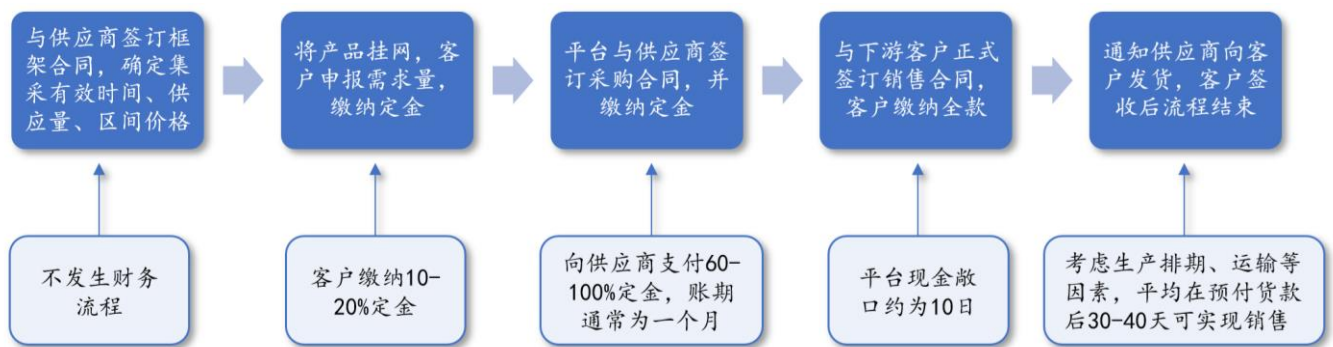 与供应商签订框
架合同，确定集
采有效时间、供
应量、区间价格
将产品挂网，客
户申报需求量，
缴纳定金
平台与供应商签
订采购合同，并
缴纳定金
与下游客户正式
签订销售合同，
客户缴纳全款
通知供应商向客
户发货，客户签
收后流程结束
不发生财务
流程
客户缴纳10-
20%定金
向供应商支付60-
100%定金，账期
通常为一个月
平台现金敞
口约为10日
考虑生产排期、运输等
因素，平均在预付货款
后30-40天可实现销售